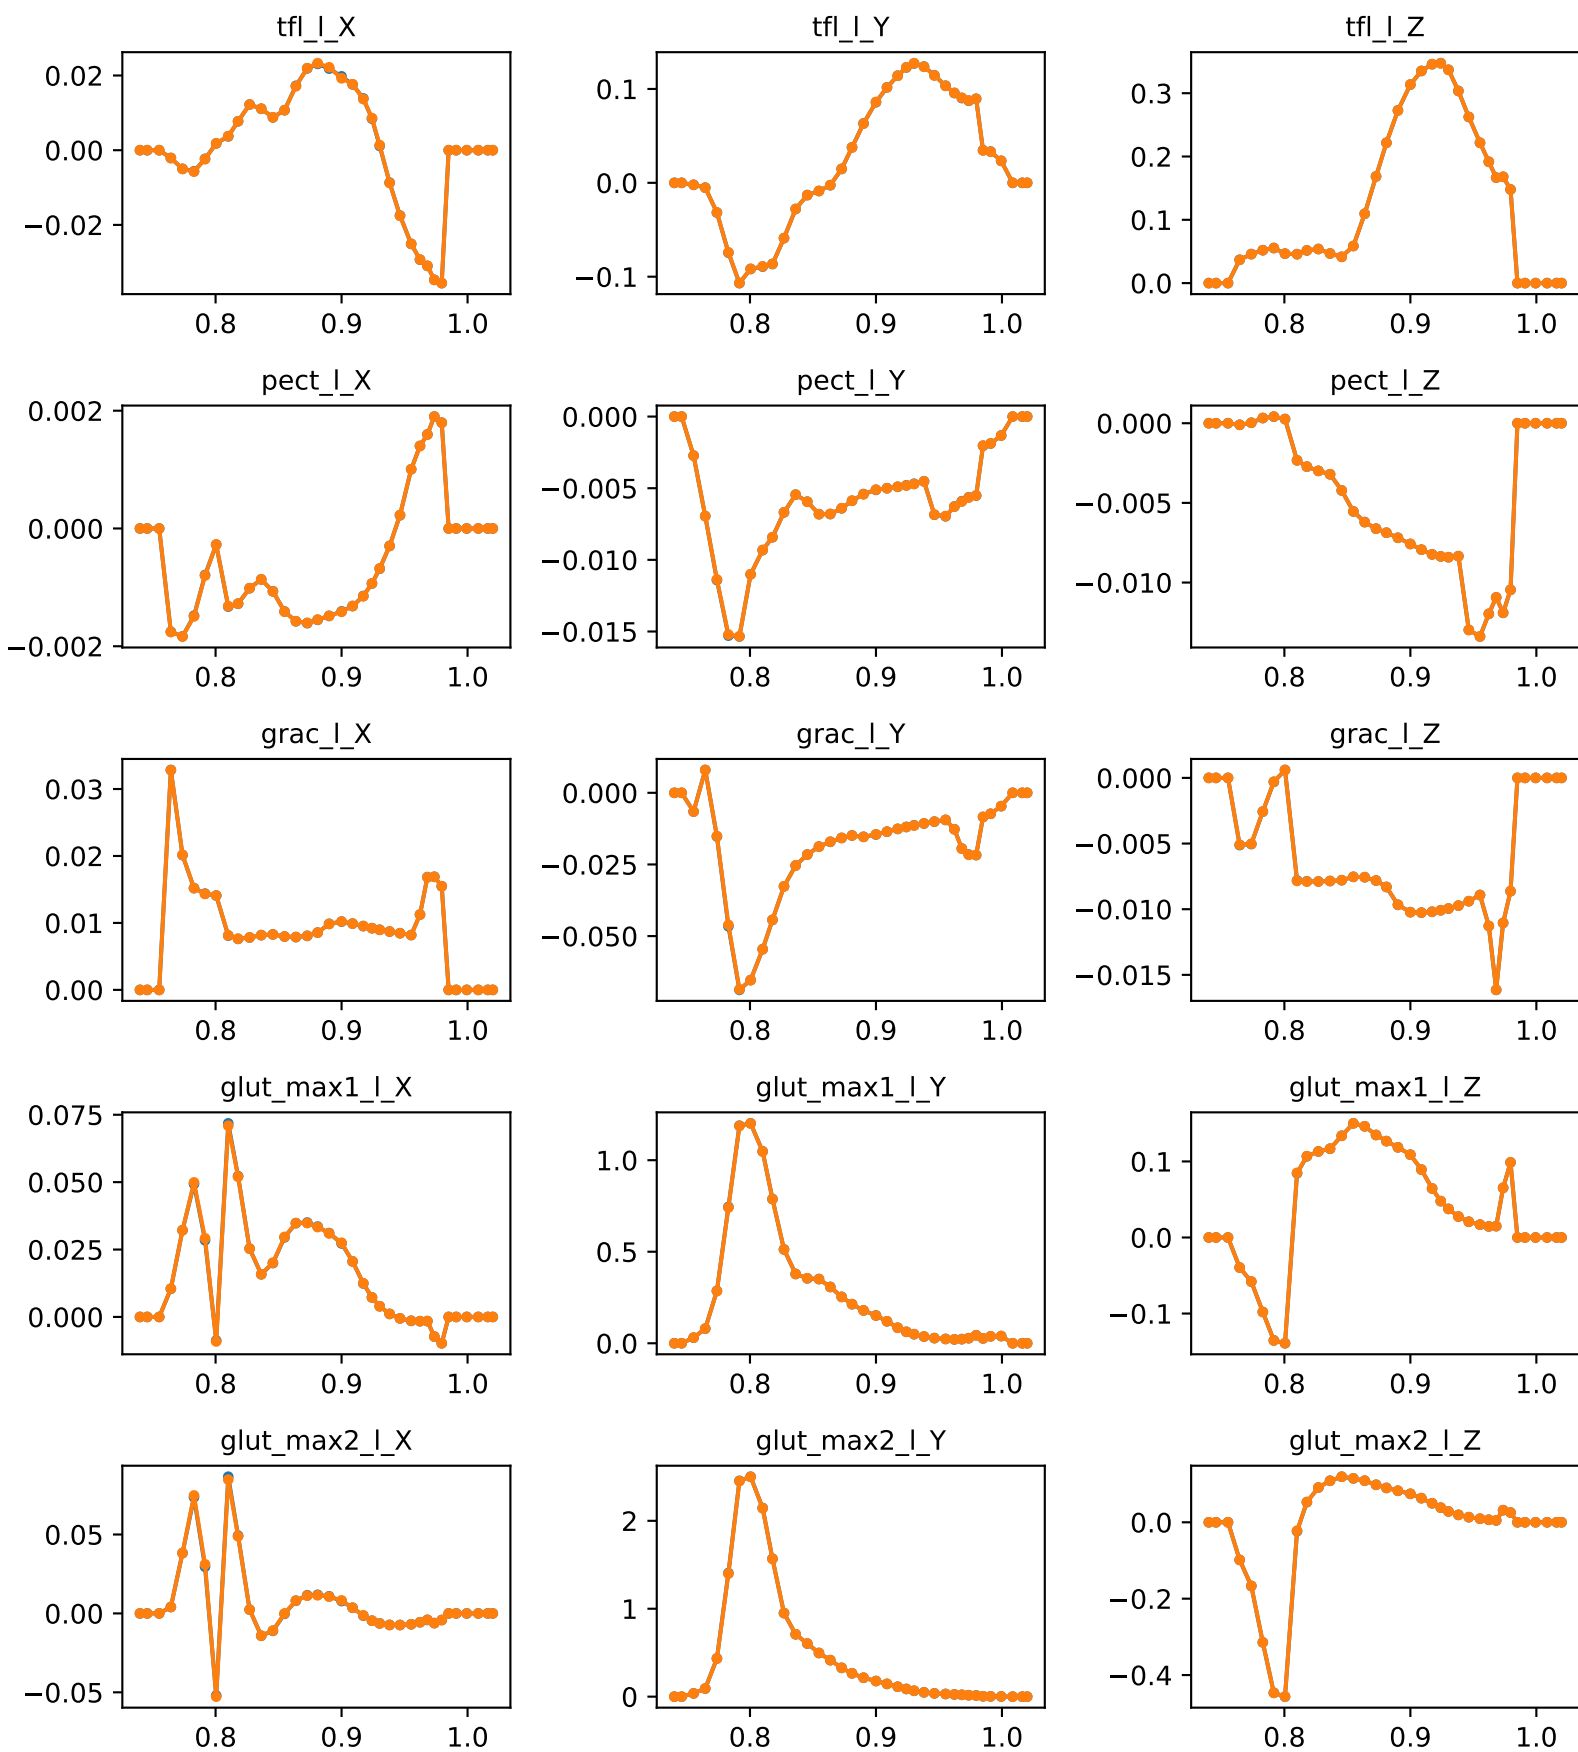 tfl_l_X tfl_l_Y tfl_l_Z
0.02 0.1 0.3
0.00 0.0 0.2
−0.02 −0.1 0.1
0.0
0.8 0.9 1.0 0.8 0.9 1.0 0.8 0.9 1.0
pect_l_X pect_l_Y pect_l_Z
0.002 0.000 0.000
0.000 −0.005 −0.005
−0.002 −0.010 −0.010
−0.015
0.8 0.9 1.0 0.8 0.9 1.0 0.8 0.9 1.0
grac_l_X grac_l_Y grac_l_Z
0.03 0.000 0.000
0.02 −0.025 −0.005
0.01 −0.050 −0.010
0.00 −0.015
0.8 0.9 1.0 0.8 0.9 1.0 0.8 0.9 1.0
glut_max1_l_X glut_max1_l_Y glut_max1_l_Z
0.075 1.0 0.1
0.050 0.5 0.0
0.025 0.0 −0.1
0.000
0.8 0.9 1.0 0.8 0.9 1.0 0.8 0.9 1.0
glut_max2_l_X glut_max2_l_Y glut_max2_l_Z
0.05 2 0.0
0.00 1 −0.2
−0.05 0 −0.4
0.8 0.9 1.0 0.8 0.9 1.0 0.8 0.9 1.0